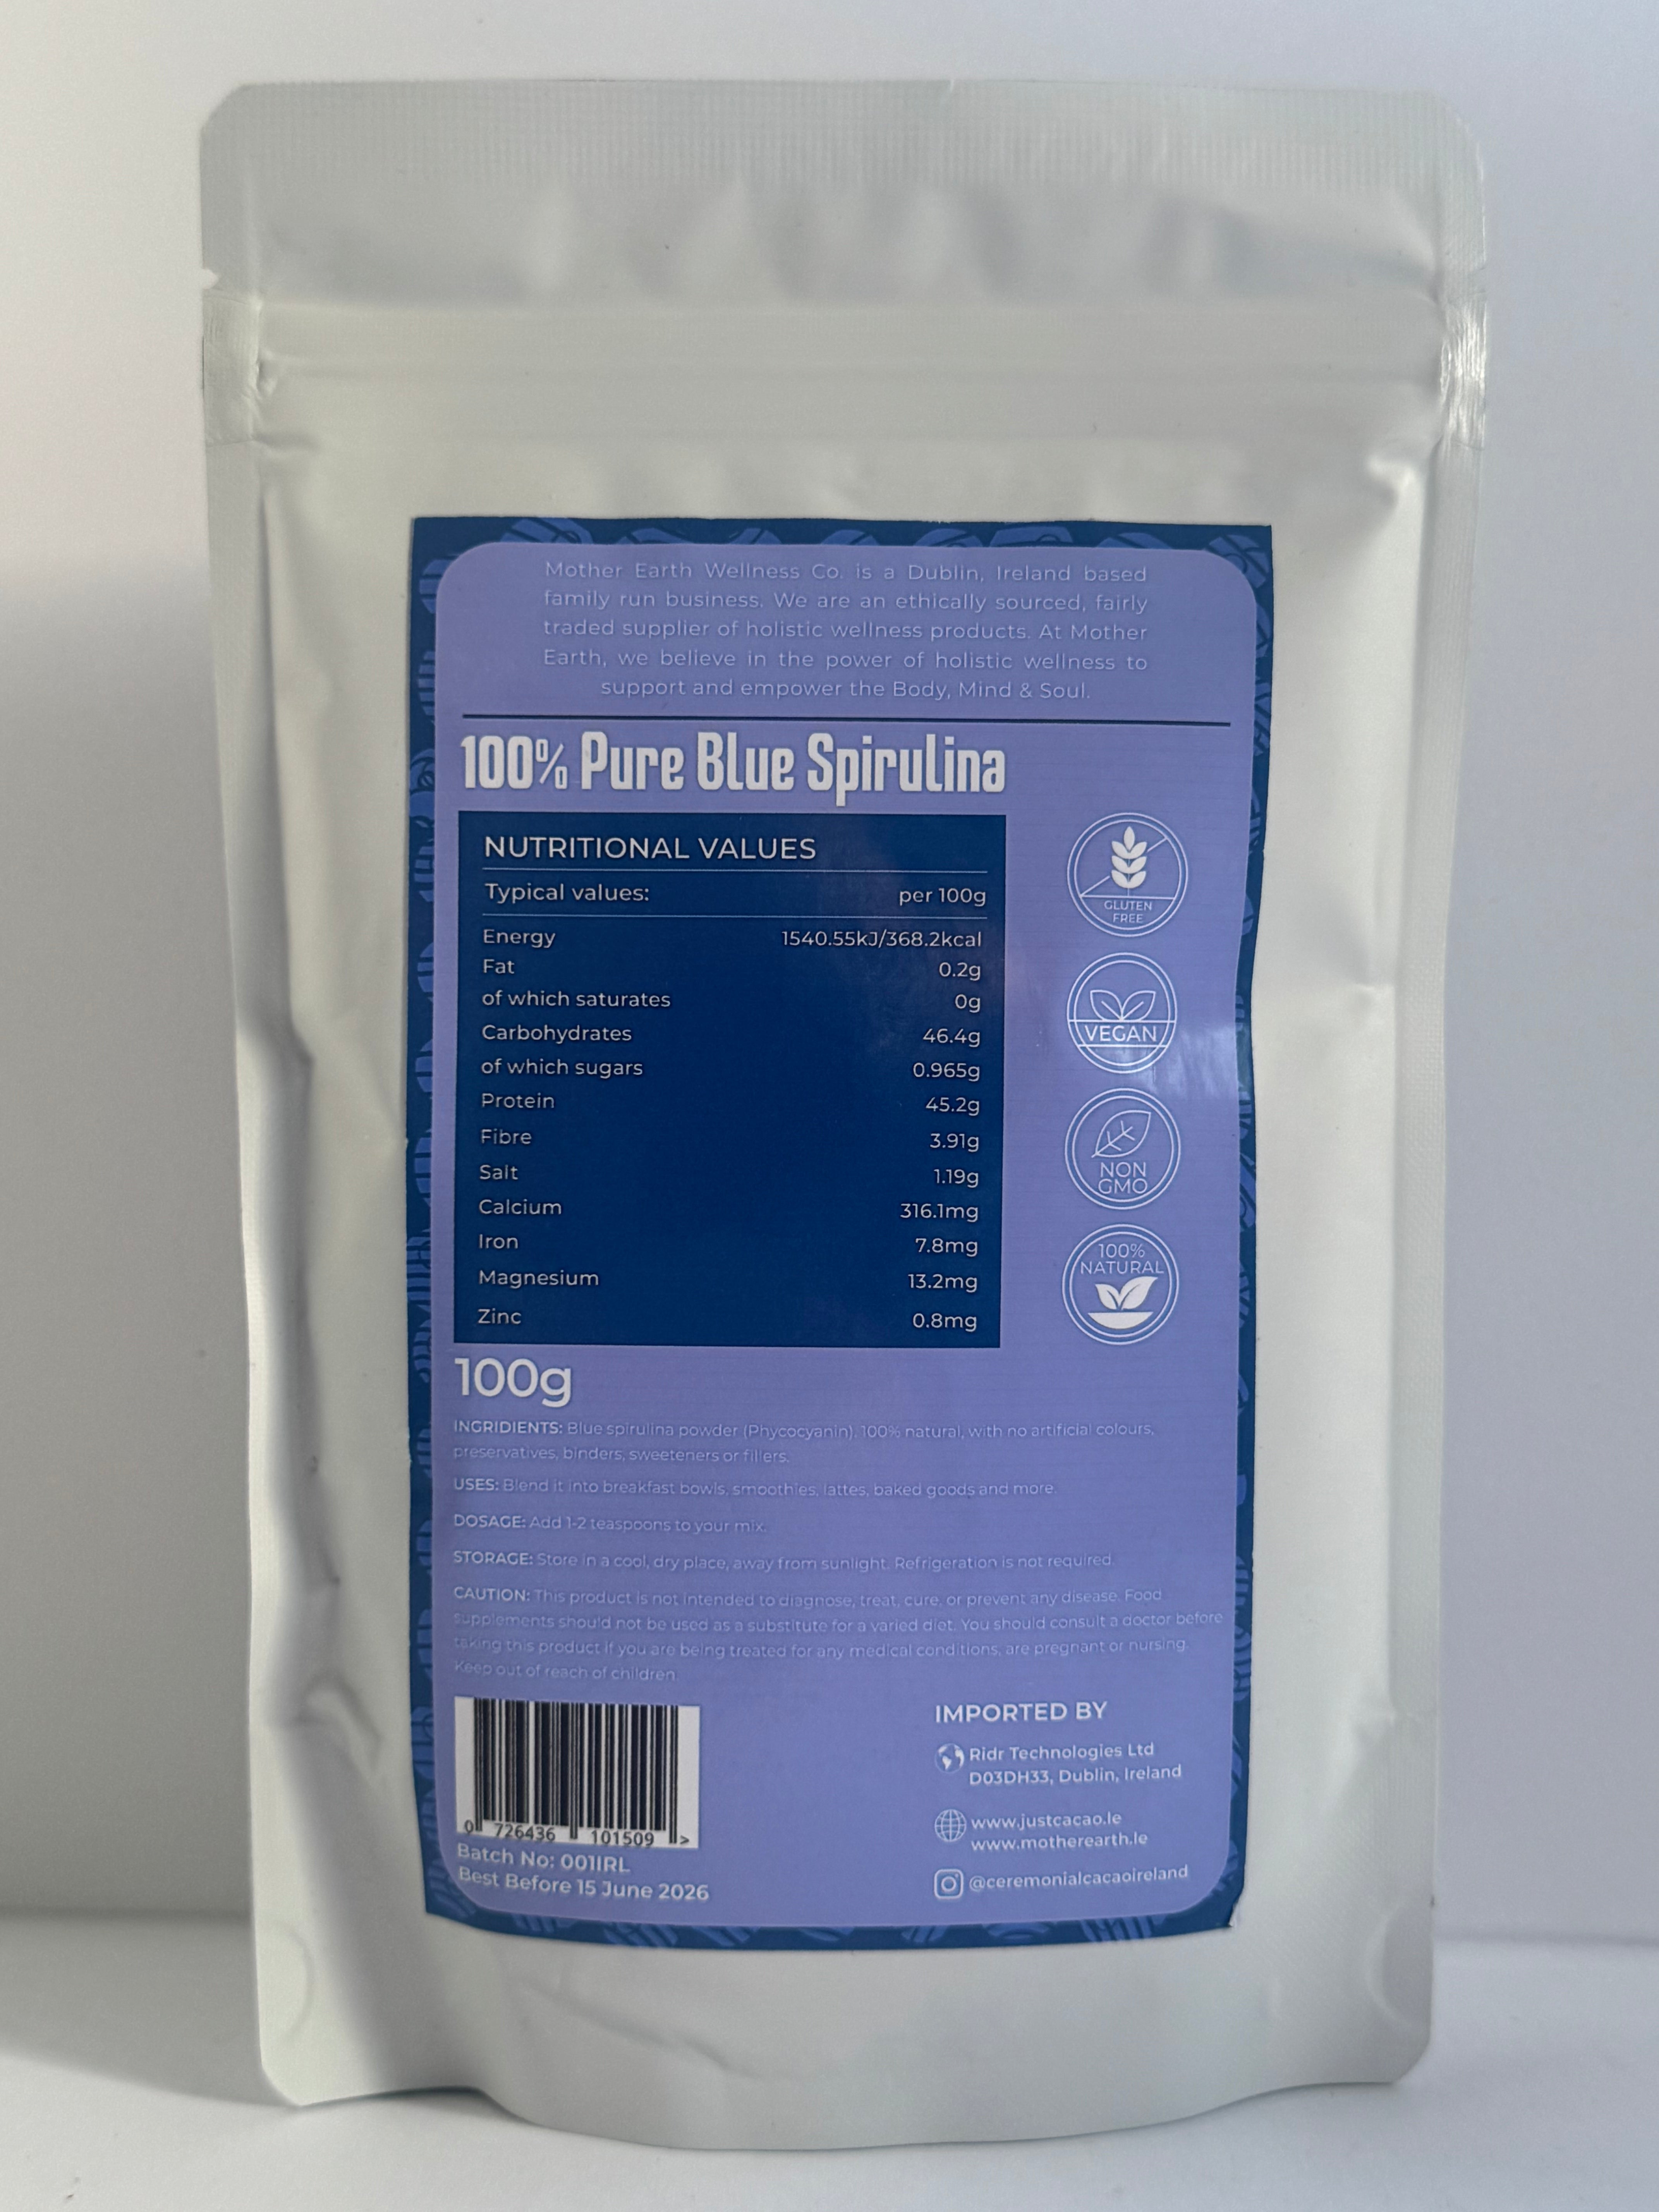 Mother Earth Wellness Co. is a Dublin, Ireland based
family run business. We are an ethically sourced, fairly
traded supplier of holistic wellness products. At Mother
Earth, we believe in the power of holistic wellness to
support and empower the Body, Mind & Soul.
100% Pure Blue Spirulina
NUTRITIONAL VALUES
Typical values: per 100g
Energy 1540.55kJ/368.2kcal
Fat 0.2g
of which saturates 0g
Carbohydrates 46.4g
of which sugars 0.965g
Protein 45.2g
Fibre 3.91g
Salt 1.19g
Calcium 316.1mg
Iron 7.8mg
Magnesium 13.2mg
Zinc 0.8mg
GLUTEN
FREE
VEGAN
NON
GMO
100%
NATURAL
100g
INGRIDIENTS: Blue spirulina powder (Phycocyanin). 100% natural, with no artificial colours,
preservatives, binders, sweeteners or fillers.
USES: Blend it into breakfast bowls, smoothies, lattes, baked goods and more.
DOSAGE: Add 1-2 teaspoons to your mix.
STORAGE: Store in a cool, dry place, away from sunlight. Refrigeration is not required.
CAUTION: This product is not intended to diagnose, treat, cure, or prevent any disease. Food
supplements should not be used as a substitute for a varied diet. You should consult a doctor before
taking this product if you are being treated for any medical conditions, are pregnant or nursing.
Keep out of reach of children.
0 726436 101509 >
Batch No: 001IRL
Best Before 15 June 2026
IMPORTED BY
Ridr Technologies Ltd
D03DH33, Dublin, Ireland
www.justcacao.ie
www.motherearth.ie
@ceremonialcacaoireland